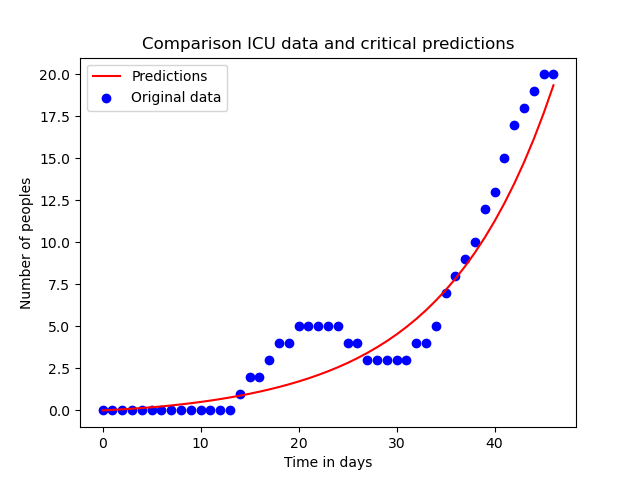 Comparison ICU data and critical predictions
Predictions
Original data
20.0
17.5
15.0
12.5
10.0
7.5
5.0
2.5
0.0
Number of peoples
0 10 20 30 40
Time in days